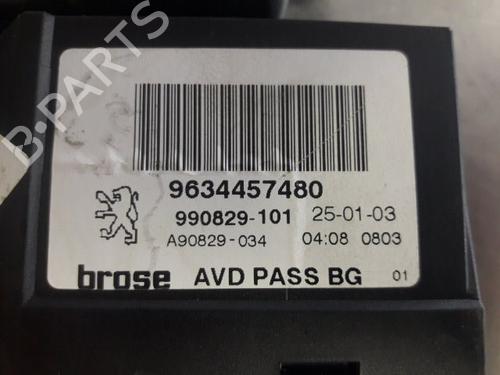 B-PARTS
9634457480
990829-101 25-01-03
A90829-034 04:08 0803
brose AVD PASS BG 01